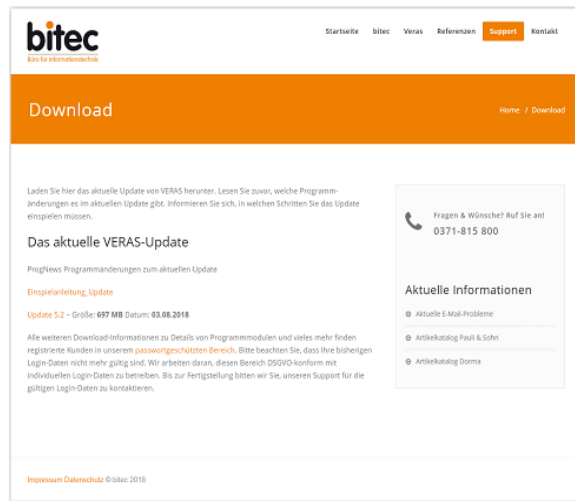 bitec
Büro für Informationstechnik
Startseite bitec Veras Referenzen Support Kontakt
Download
Home / Download
Laden Sie hier das aktuelle Update von VERAS herunter. Lesen Sie zuvor, welche Programm-
änderungen es im aktuellen Update gibt. Informieren Sie sich, in welchen Schritten Sie das Update
einspielen müssen.
Das aktuelle VERAS-Update
ProgNews Programmänderungen zum aktuellen Update
Einspielanleitung_Update
Update 5.2 – Größe: 697 MB Datum: 03.08.2018
Alle weiteren Download-Informationen zu Details von Programmmodulen und vieles mehr finden
registrierte Kunden in unserem passwortgeschützten Bereich. Bitte beachten Sie, dass Ihre bisherigen
Login-Daten nicht mehr gültig sind. Wir arbeiten daran, diesen Bereich DSGVO-konform mit
individuellen Login-Daten zu betreiben. Bis zur Fertigstellung bitten wir Sie, unseren Support für die
gültigen Login-Daten zu kontaktieren.
Fragen & Wünsche? Ruf Sie an!
0371-815 800
Aktuelle Informationen
Aktuelle E-Mail-Probleme
Artikelkatalog Pauli & Sohn
Artikelkatalog Dorma
Impressum Datenschutz © bitec 2018